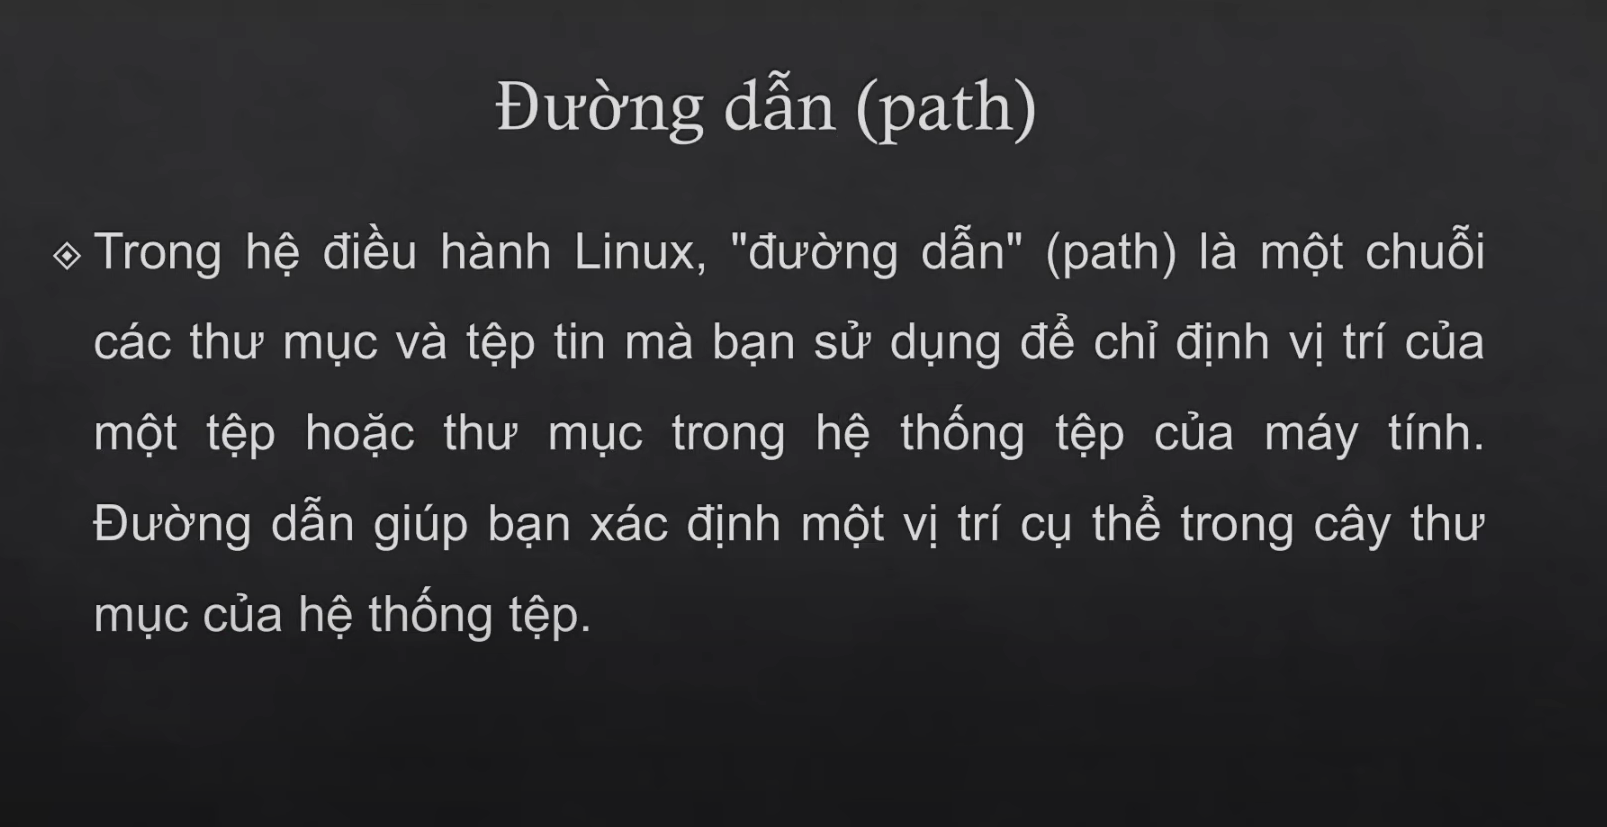 Đường dẫn (path)
Trong hệ điều hành Linux, "đường dẫn" (path) là một chuỗi
các thư mục và tệp tin mà bạn sử dụng để chỉ định vị trí của
một tệp hoặc thư mục trong hệ thống tệp của máy tính.
Đường dẫn giúp bạn xác định một vị trí cụ thể trong cây thư
mục của hệ thống tệp.